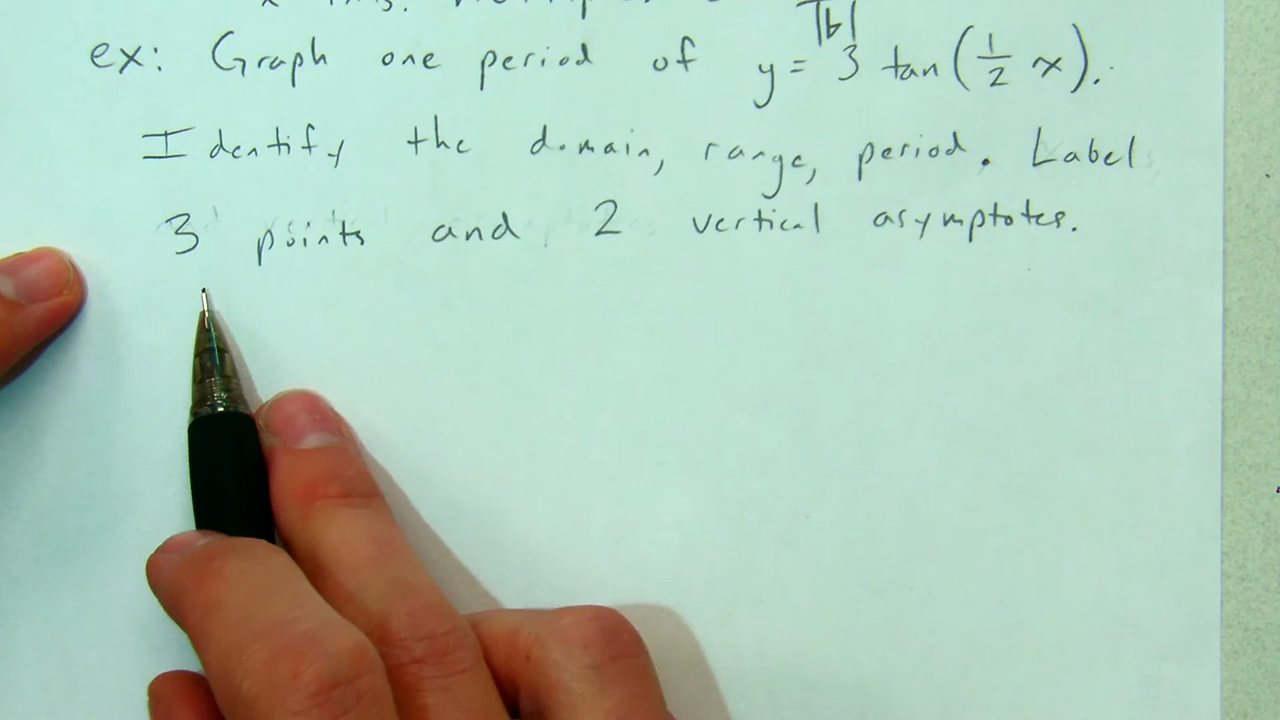 |b|
ex: Graph one period of y = 3 tan(1/2 x).
Identify the domain, range, period. Label
3 points and 2 vertical asymptotes.